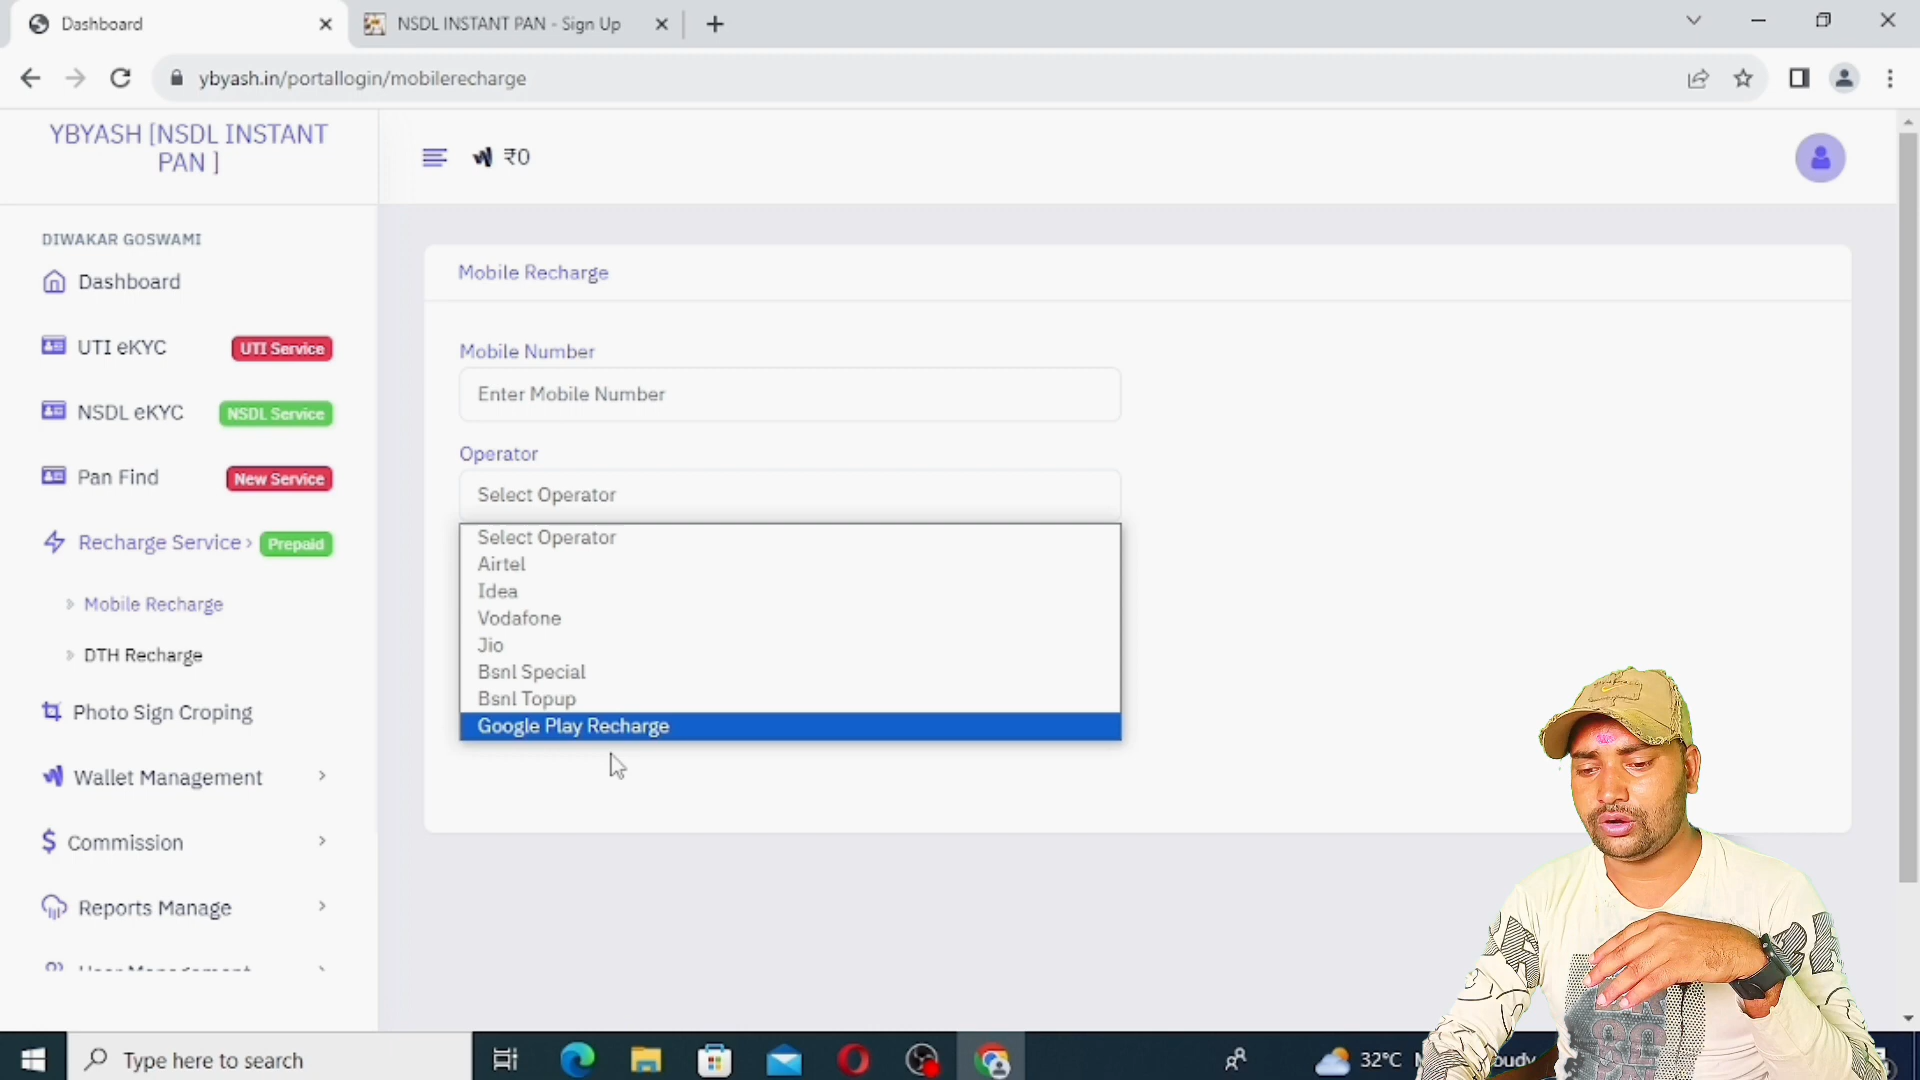 Dashboard
NSDL INSTANT PAN - Sign Up
ybyash.in/portallogin/mobilerecharge
YBYASH [NSDL INSTANT
PAN ]
₹0
DIWAKAR GOSWAMI
Dashboard
UTI eKYC
UTI Service
NSDL eKYC
NSDL Service
Pan Find
New Service
Recharge Service
Prepaid
Mobile Recharge
DTH Recharge
Photo Sign Croping
Wallet Management
Commission
Reports Manage
Mobile Recharge
Mobile Number
Enter Mobile Number
Operator
Select Operator
Select Operator
Airtel
Idea
Vodafone
Jio
Bsnl Special
Bsnl Topup
Google Play Recharge
Type here to search
32°C